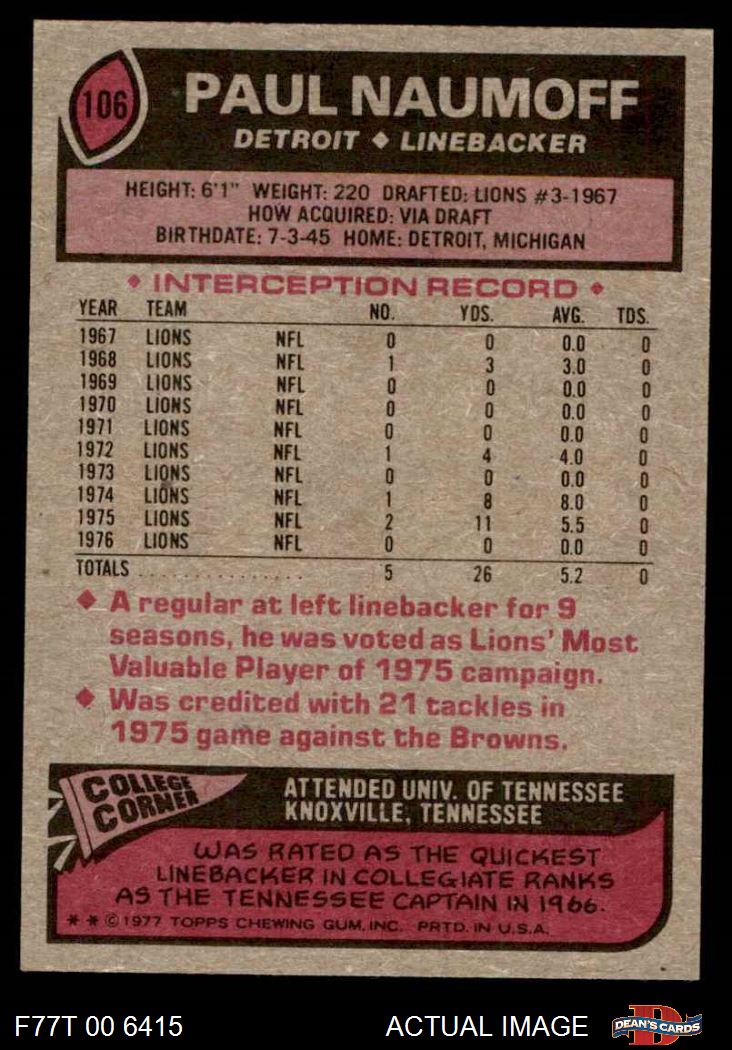 106
PAUL NAUMOFF
DETROIT ◆ LINEBACKER
HEIGHT: 6'1" WEIGHT: 220 DRAFTED: LIONS #3-1967
HOW ACQUIRED: VIA DRAFT
BIRTHDATE: 7-3-45 HOME: DETROIT, MICHIGAN
◆ INTERCEPTION RECORD ◆
YEAR TEAM NO. YDS. AVG. TDS.
1967 LIONS NFL 0 0 0.0 0
1968 LIONS NFL 1 3 3.0 0
1969 LIONS NFL 0 0 0.0 0
1970 LIONS NFL 0 0 0.0 0
1971 LIONS NFL 0 0 0.0 0
1972 LIONS NFL 1 4 4.0 0
1973 LIONS NFL 0 0 0.0 0
1974 LIONS NFL 1 8 8.0 0
1975 LIONS NFL 2 11 5.5 0
1976 LIONS NFL 0 0 0.0 0
TOTALS . . . . . . . . . . . . . . . 5 26 5.2 0
◆ A regular at left linebacker for 9
seasons, he was voted as Lions' Most
Valuable Player of 1975 campaign.
◆ Was credited with 21 tackles in
1975 game against the Browns.
COLLEGE
CORNER
ATTENDED UNIV. OF TENNESSEE
KNOXVILLE, TENNESSEE
WAS RATED AS THE QUICKEST
LINEBACKER IN COLLEGIATE RANKS
AS THE TENNESSEE CAPTAIN IN 1966.
* * © 1977 TOPPS CHEWING GUM, INC. PRTD. IN U.S.A.
F77T 00 6415 ACTUAL IMAGE
D
DEAN'S CARDS